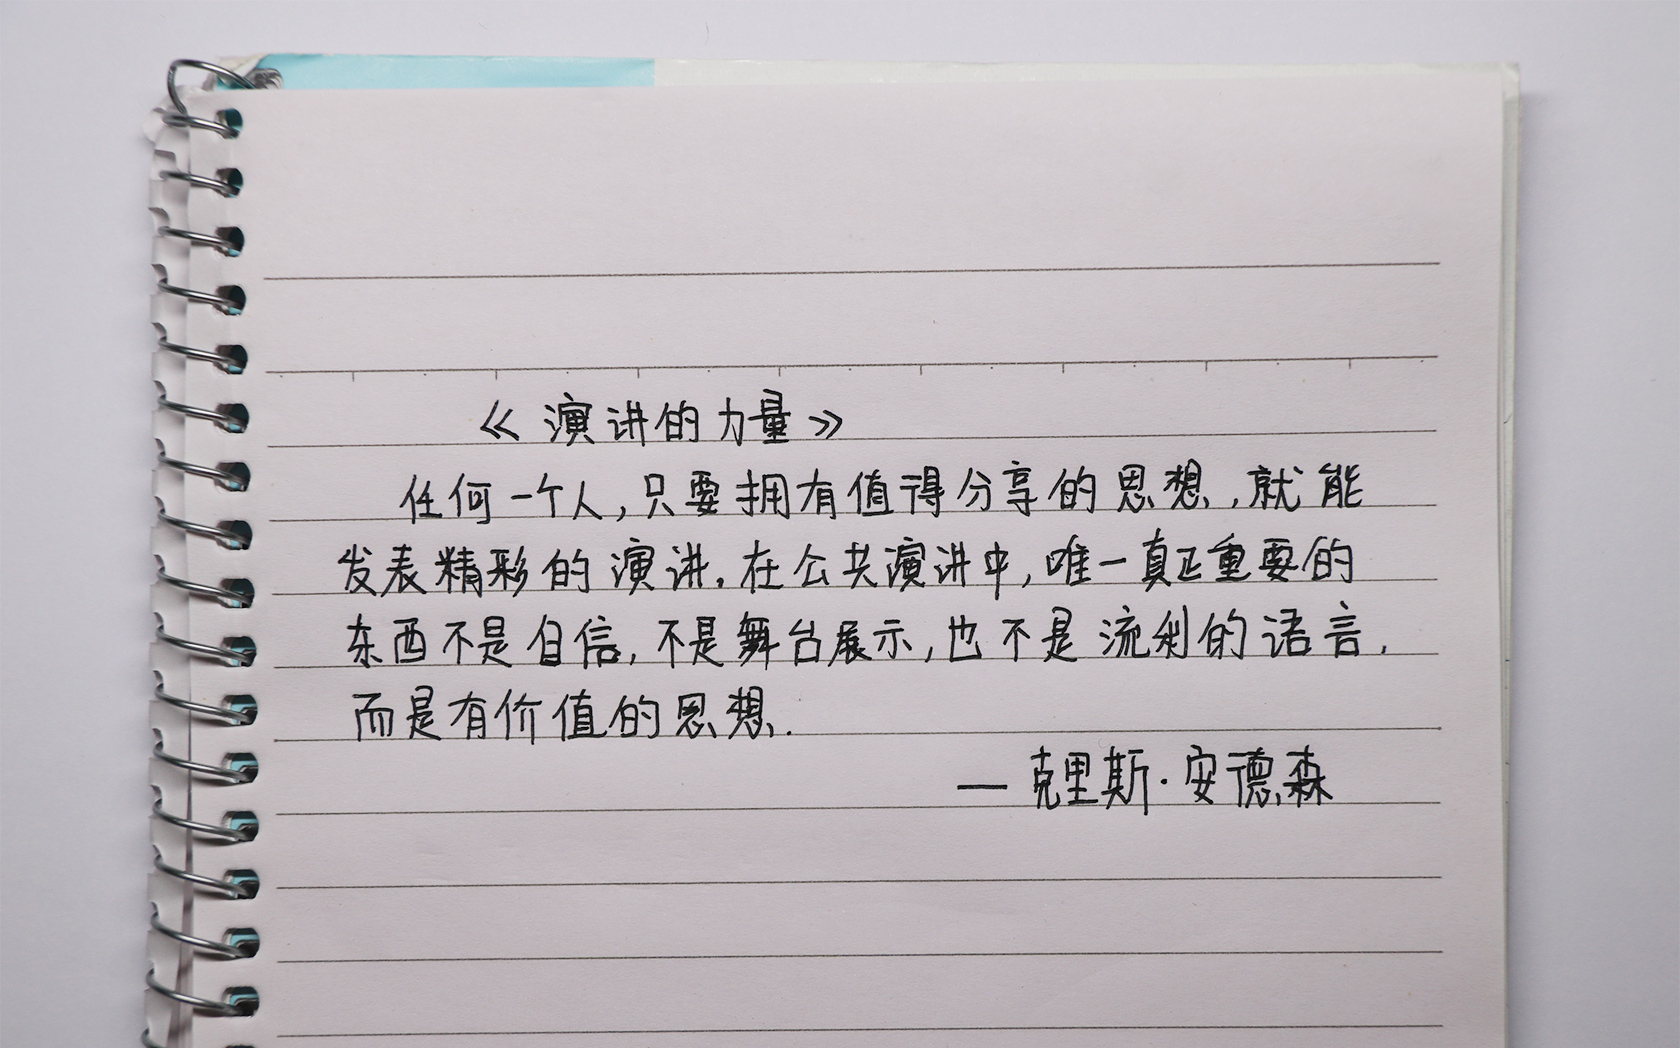 《演讲的力量》
任何一个人,只要拥有值得分享的思想,就能
发表精彩的演讲.在公共演讲中,唯一真正重要的
东西不是自信,不是舞台展示,也不是流利的语言,
而是有价值的思想.
— 克里斯·安德森